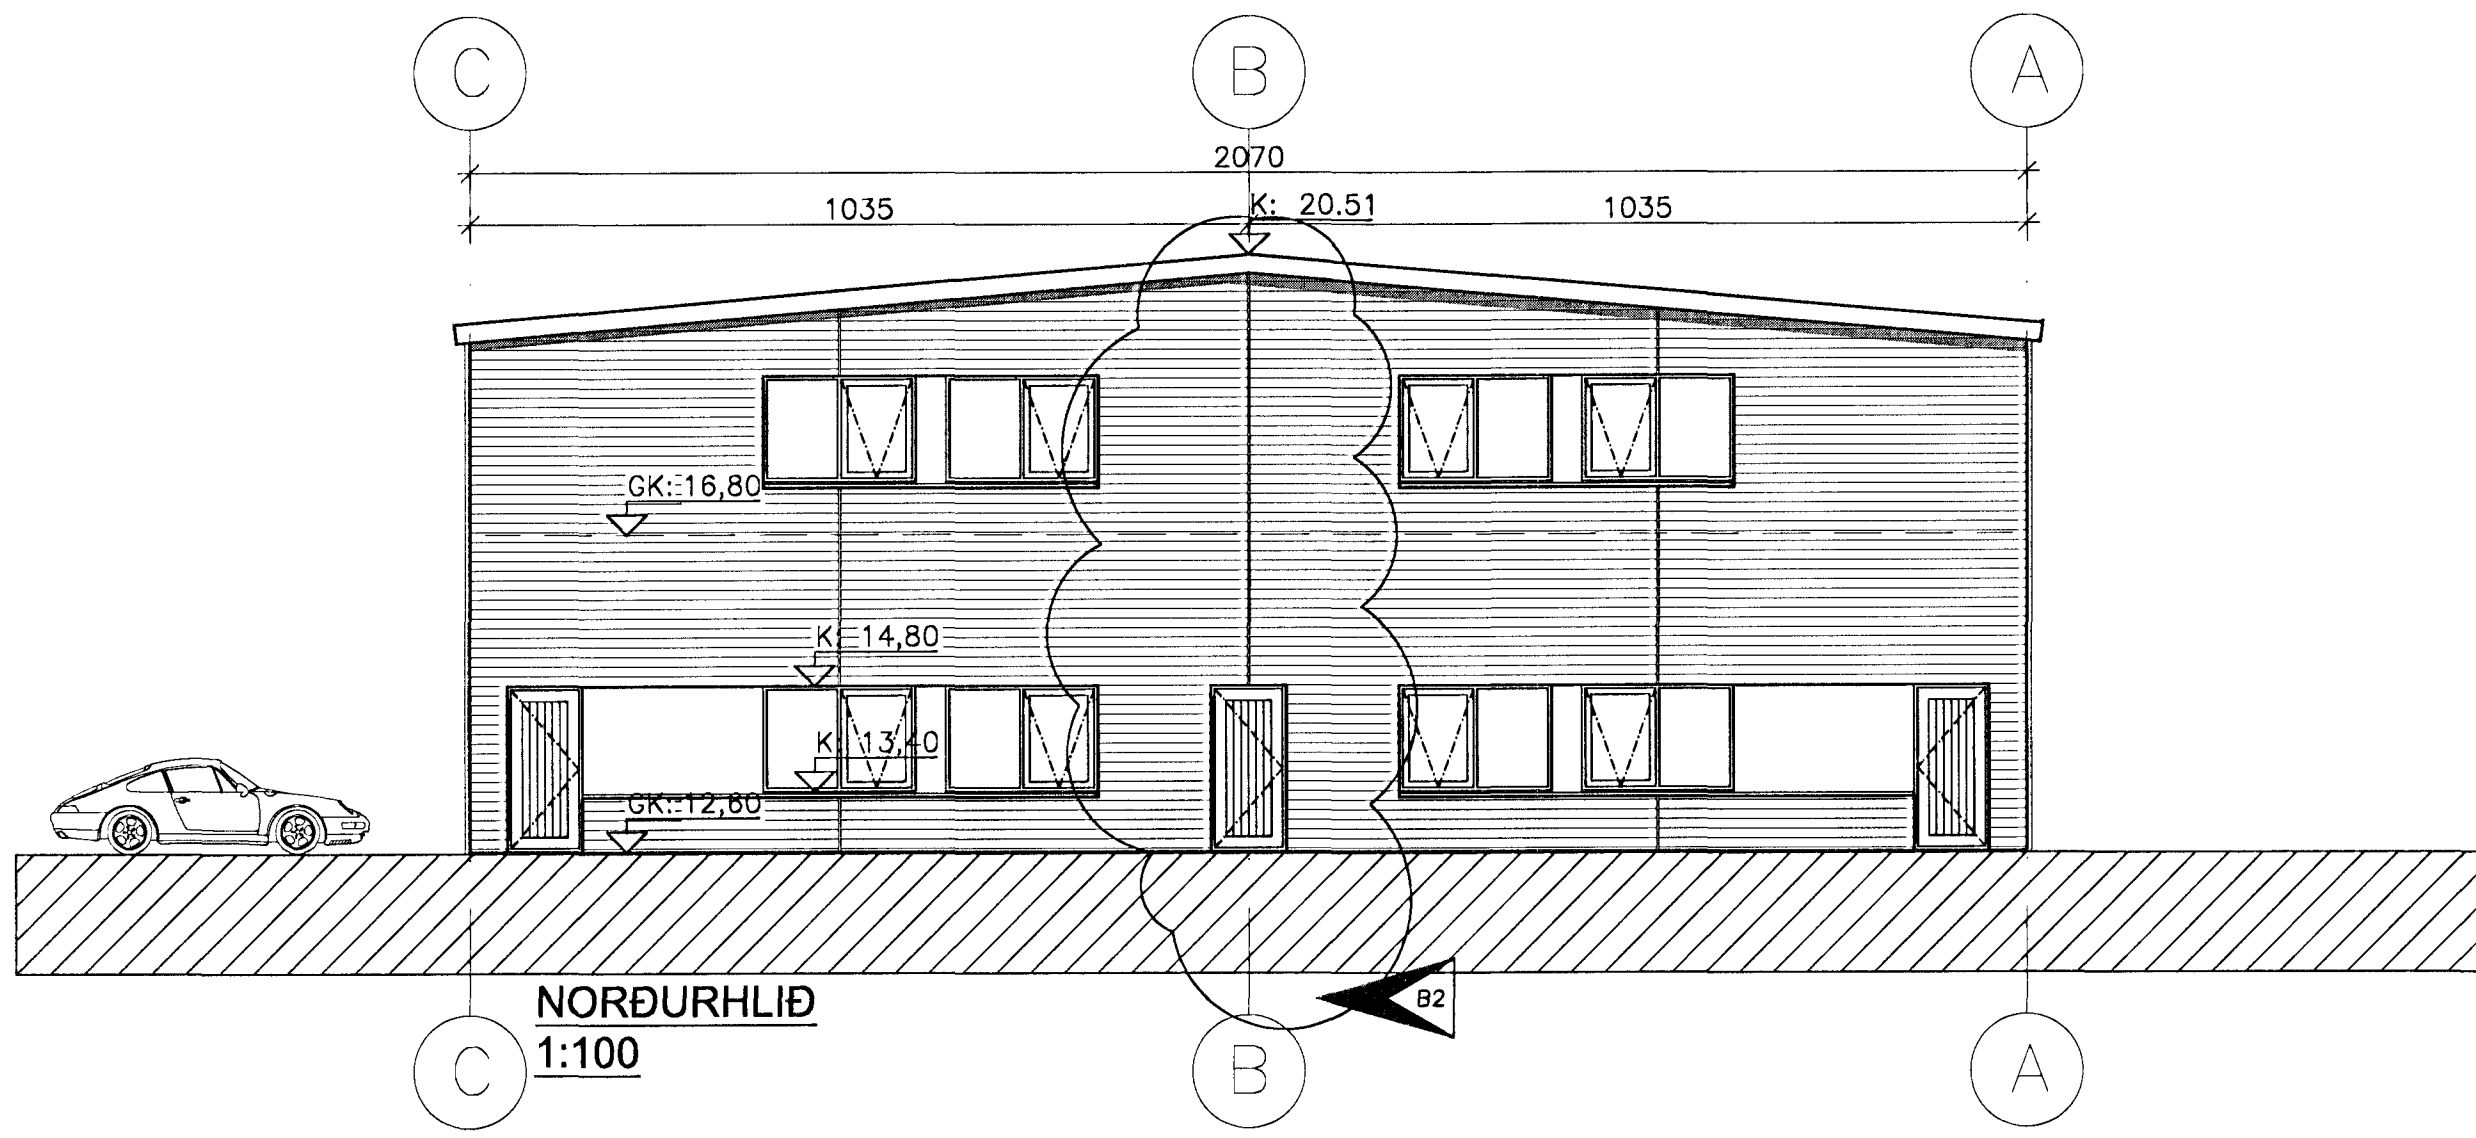 C B A
2070
1035 K: 20.51 1035
GK: 16,80
K: 14,80
K: 13,40
GK: 12,60
B2
NORÐURHLIÐ
1:100
C B A